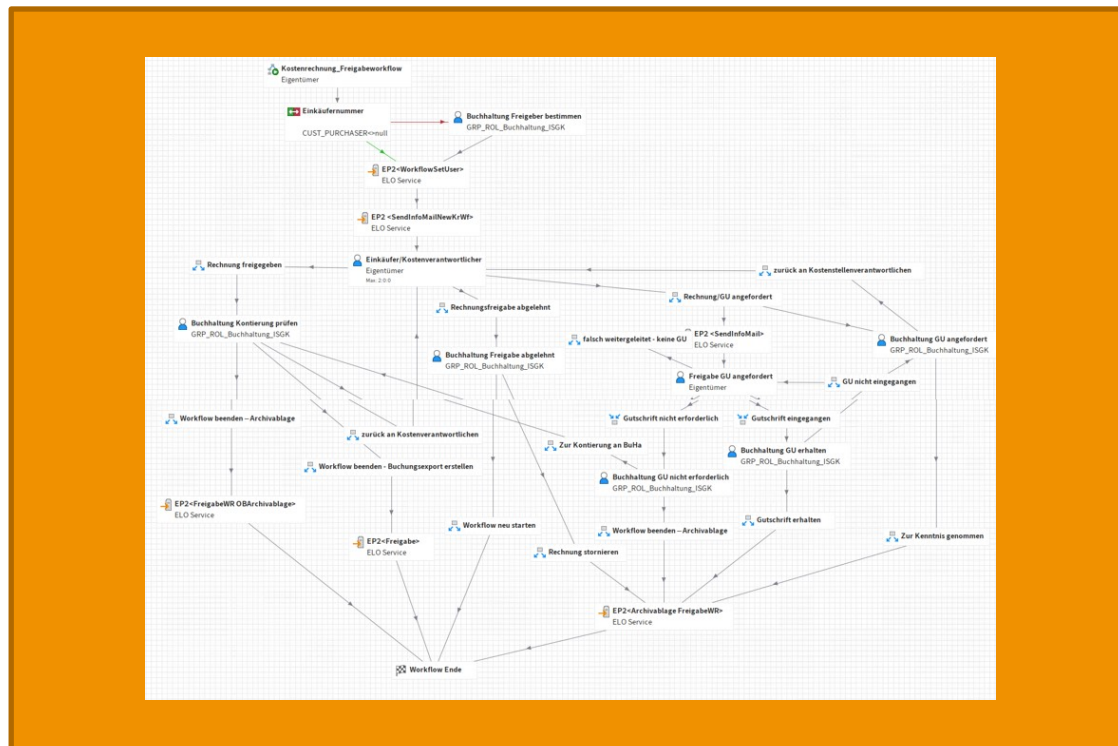 Kostenrechnung_Freigabeworkflow
Eigentümer
Einkäufernummer
CUST_PURCHASER<>null
Buchhaltung Freigeber bestimmen
GRP_ROL_Buchhaltung_ISGK
EP2<WorkflowSetUser>
ELO Service
EP2 <SendInfoMailNewKrWf>
ELO Service
Einkäufer/Kostenverantwortlicher
Eigentümer
Max: 2.0:0
Rechnung freigegeben
zurück an Kostenstellenverantwortlichen
Rechnung/GU angefordert
Rechnungsfreigabe abgelehnt
Buchhaltung Kontierung prüfen
GRP_ROL_Buchhaltung_ISGK
falsch weitergeleitet - keine GU
EP2 <SendInfoMail>
ELO Service
Buchhaltung GU angefordert
GRP_ROL_Buchhaltung_ISGK
Buchhaltung Freigabe abgelehnt
GRP_ROL_Buchhaltung_ISGK
Freigabe GU angefordert
Eigentümer
GU nicht eingegangen
Workflow beenden – Archivablage
Gutschrift nicht erforderlich
Gutschrift eingegangen
zurück an Kostenverantwortlichen
Zur Kontierung an BuHa
Buchhaltung GU erhalten
GRP_ROL_Buchhaltung_ISGK
Workflow beenden - Buchungsexport erstellen
Buchhaltung GU nicht erforderlich
GRP_ROL_Buchhaltung_ISGK
EP2<FreigabeWR OBArchivablage>
ELO Service
Workflow neu starten
Gutschrift erhalten
Workflow beenden – Archivablage
Zur Kenntnis genommen
EP2<Freigabe>
ELO Service
Rechnung stornieren
EP2<Archivablage FreigabeWR>
ELO Service
Workflow Ende